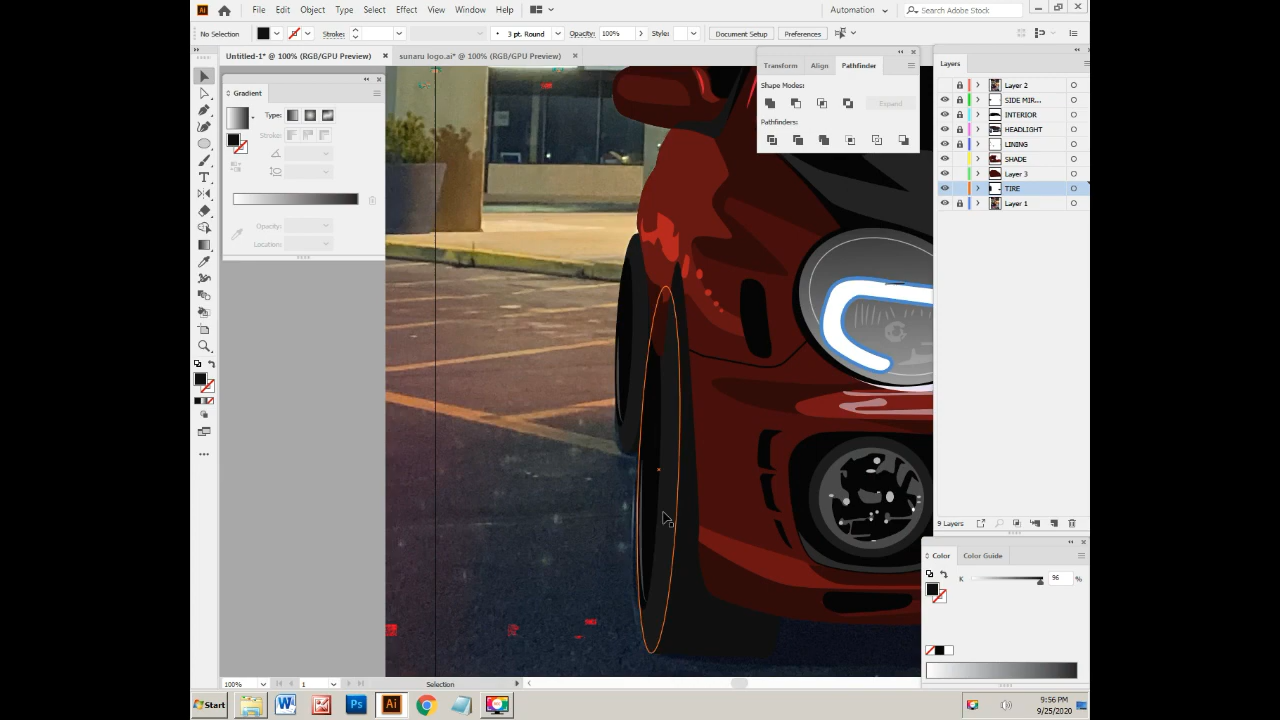 File Edit Object Type Select Effect View Window Help Automation Search Adobe Stock
No Selection Stroke: 3 pt. Round Opacity: 100% Style: Document Setup Preferences
Untitled-1* @ 100% (RGB/GPU Preview) × sunaru logo.ai* @ 100% (RGB/GPU Preview) ×
Gradient
Type:
Stroke:
Opacity:
Location:
Transform Align Pathfinder
Shape Modes:
Expand
Pathfinders:
Layers
Layer 2
SIDE MIR...
INTERIOR
HEADLIGHT
LINING
SHADE
Layer 3
TIRE
Layer 1
9 Layers
Color Color Guide
K 96 %
100% 1 Selection
Start 9:56 PM
9/25/2020